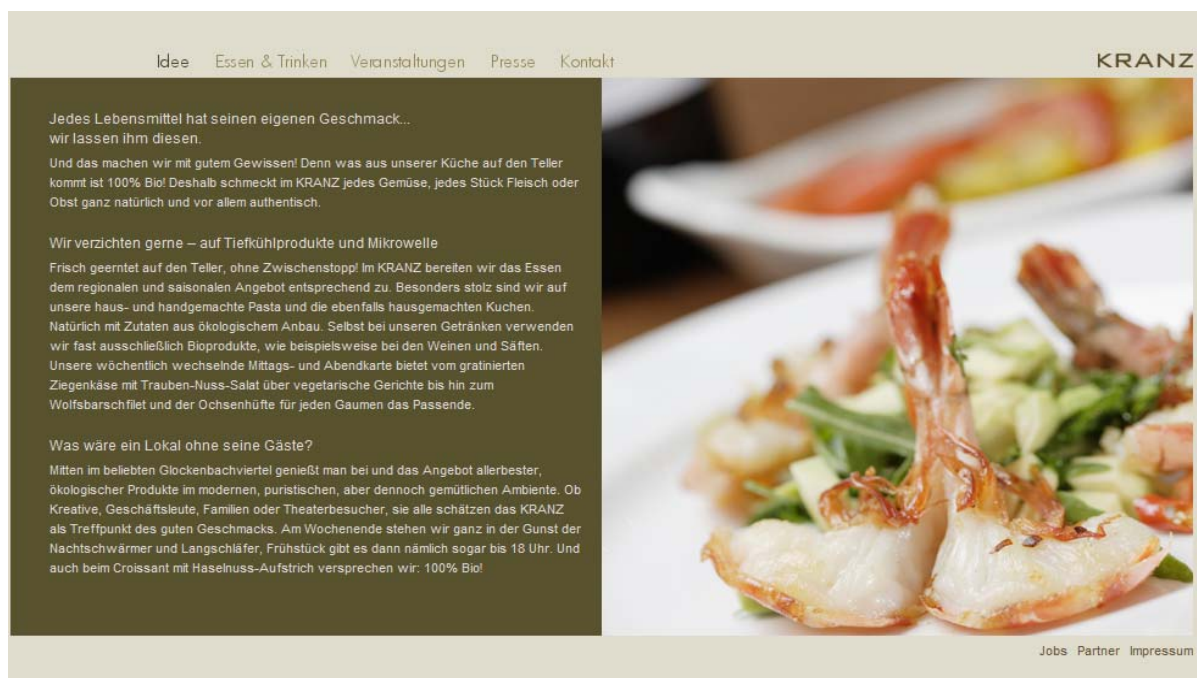 Idee Essen & Trinken Veranstaltungen Presse Kontakt KRANZ
Jedes Lebensmittel hat seinen eigenen Geschmack...
wir lassen ihm diesen.
Und das machen wir mit gutem Gewissen! Denn was aus unserer Küche auf den Teller
kommt ist 100% Bio! Deshalb schmeckt im KRANZ jedes Gemüse, jedes Stück Fleisch oder
Obst ganz natürlich und vor allem authentisch.
Wir verzichten gerne – auf Tiefkühlprodukte und Mikrowelle
Frisch geerntet auf den Teller, ohne Zwischenstopp! Im KRANZ bereiten wir das Essen
dem regionalen und saisonalen Angebot entsprechend zu. Besonders stolz sind wir auf
unsere haus- und handgemachte Pasta und die ebenfalls hausgemachten Kuchen.
Natürlich mit Zutaten aus ökologischem Anbau. Selbst bei unseren Getränken verwenden
wir fast ausschließlich Bioprodukte, wie beispielsweise bei den Weinen und Säften.
Unsere wöchentlich wechselnde Mittags- und Abendkarte bietet vom gratinierten
Ziegenkäse mit Trauben-Nuss-Salat über vegetarische Gerichte bis hin zum
Wolfsbarschfilet und der Ochsenhüfte für jeden Gaumen das Passende.
Was wäre ein Lokal ohne seine Gäste?
Mitten im beliebten Glockenbachviertel genießt man bei und das Angebot allerbester,
ökologischer Produkte im modernen, puristischen, aber dennoch gemütlichen Ambiente. Ob
Kreative, Geschäftsleute, Familien oder Theaterbesucher, sie alle schätzen das KRANZ
als Treffpunkt des guten Geschmacks. Am Wochenende stehen wir ganz in der Gunst der
Nachtschwärmer und Langschläfer, Frühstück gibt es dann nämlich sogar bis 18 Uhr. Und
auch beim Croissant mit Haselnuss-Aufstrich versprechen wir: 100% Bio!
Jobs Partner Impressum